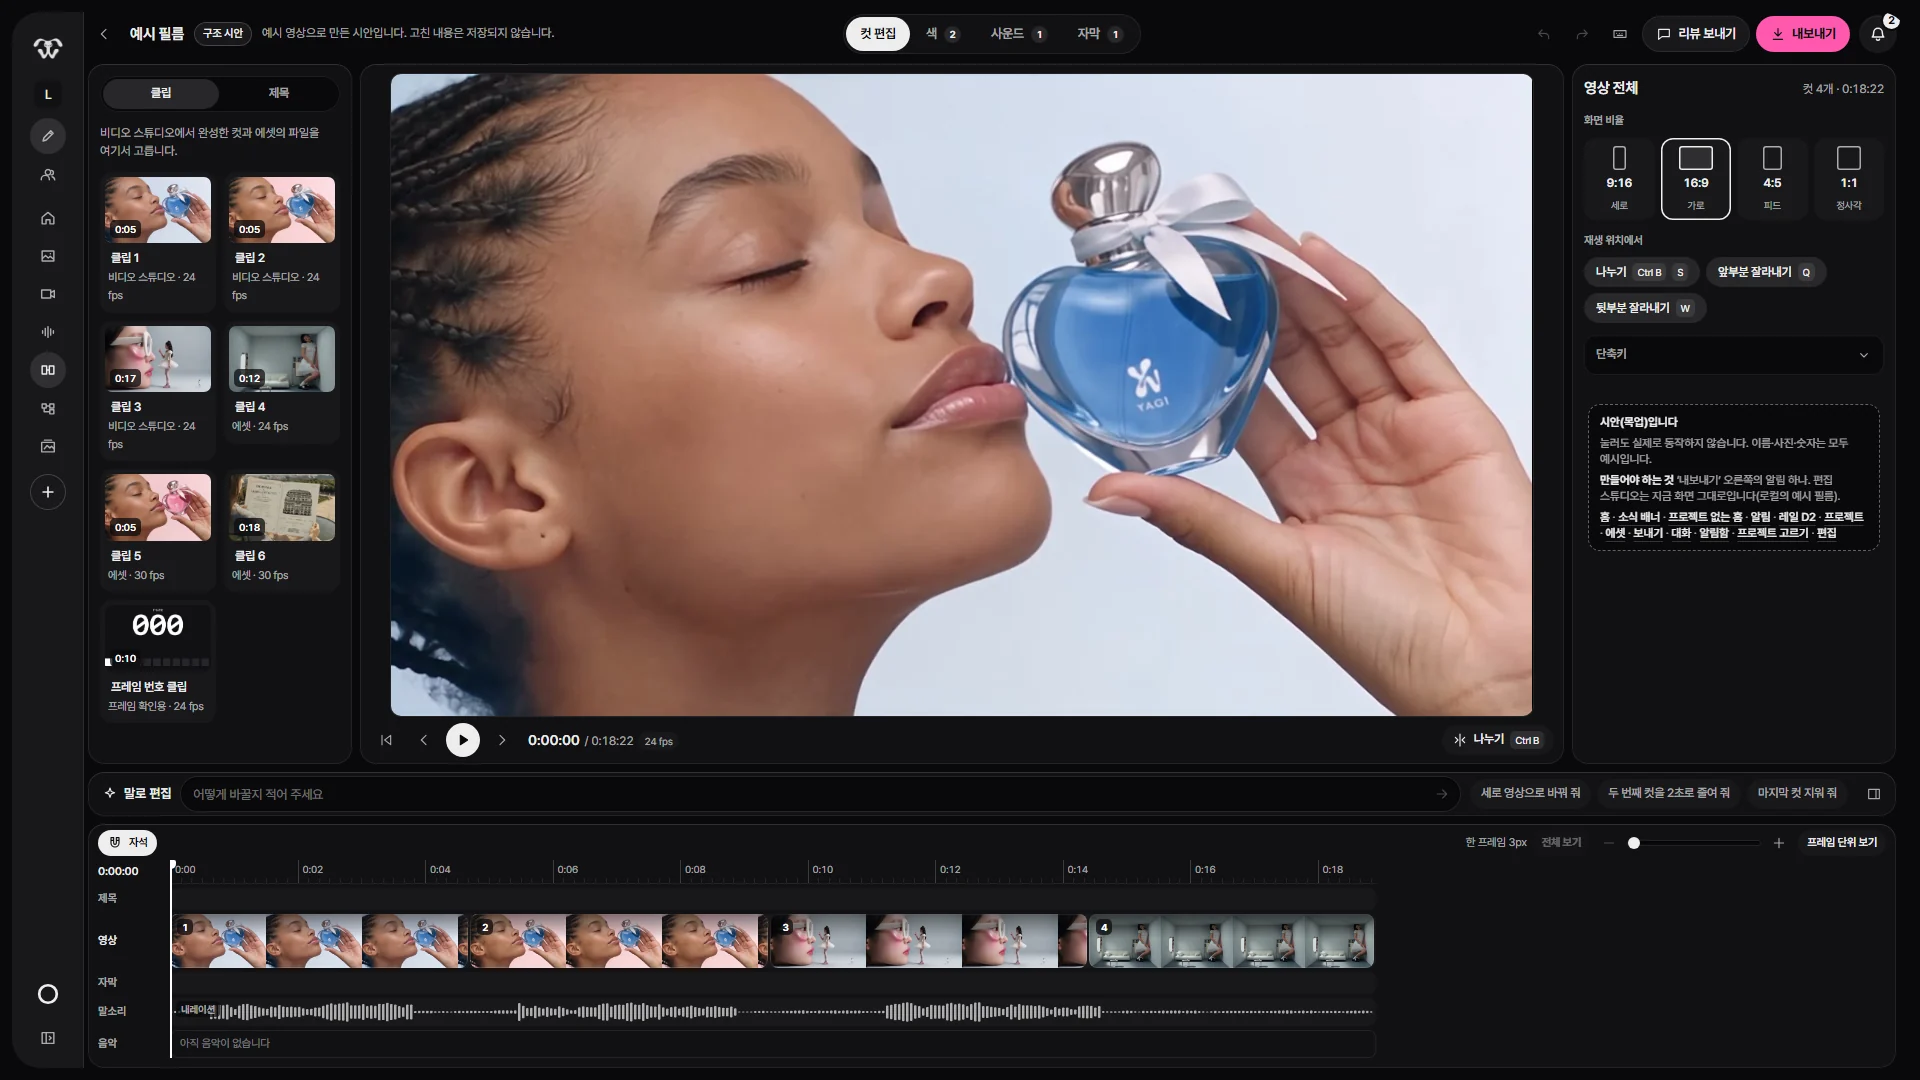 예시 필름
구조 시안
예시 영상으로 만든 시안입니다. 고친 내용은 저장되지 않습니다.
컷 편집
색 2
사운드 1
자막 1
리뷰 보내기
내보내기
2
L
클립
제목
비디오 스튜디오에서 완성한 컷과 에셋의 파일을
여기서 고릅니다.
0:05
클립 1
비디오 스튜디오 · 24
fps
0:05
클립 2
비디오 스튜디오 · 24
fps
0:17
클립 3
비디오 스튜디오 · 24
fps
0:12
클립 4
에셋 · 24 fps
0:05
클립 5
에셋 · 30 fps
0:18
클립 6
에셋 · 30 fps
000
0:10
프레임 번호 클립
프레임 확인용 · 24 fps
YAGI
0:00:00 / 0:18:22 24 fps
나누기 Ctrl B
영상 전체
컷 4개 · 0:18:22
화면 비율
9:16
세로
16:9
가로
4:5
피드
1:1
정사각
재생 위치에서
나누기 Ctrl B S
앞부분 잘라내기 Q
뒷부분 잘라내기 W
단축키
시안(목업)입니다
눌러도 실제로 동작하지 않습니다. 이름·사진·숫자는 모두
예시입니다.
만들어야 하는 것 ‘내보내기’ 오른쪽의 알림 하나. 편집
스튜디오는 지금 화면 그대로입니다(로컬의 예시 필름).
홈 · 소식 배너 · 프로젝트 없는 홈 · 알림 · 레일 D2 · 프로젝트
· 에셋 · 보내기 · 대화 · 알림함 · 프로젝트 고르기 · 편집
말로 편집
어떻게 바꿀지 적어 주세요
세로 영상으로 바꿔 줘
두 번째 컷을 2초로 줄여 줘
마지막 컷 지워 줘
자석
한 프레임 3px
전체 보기
프레임 단위 보기
0:00:00
0:00
0:02
0:04
0:06
0:08
0:10
0:12
0:14
0:16
0:18
제목
영상
1
2
3
4
자막
말소리
내레이션
음악
아직 음악이 없습니다